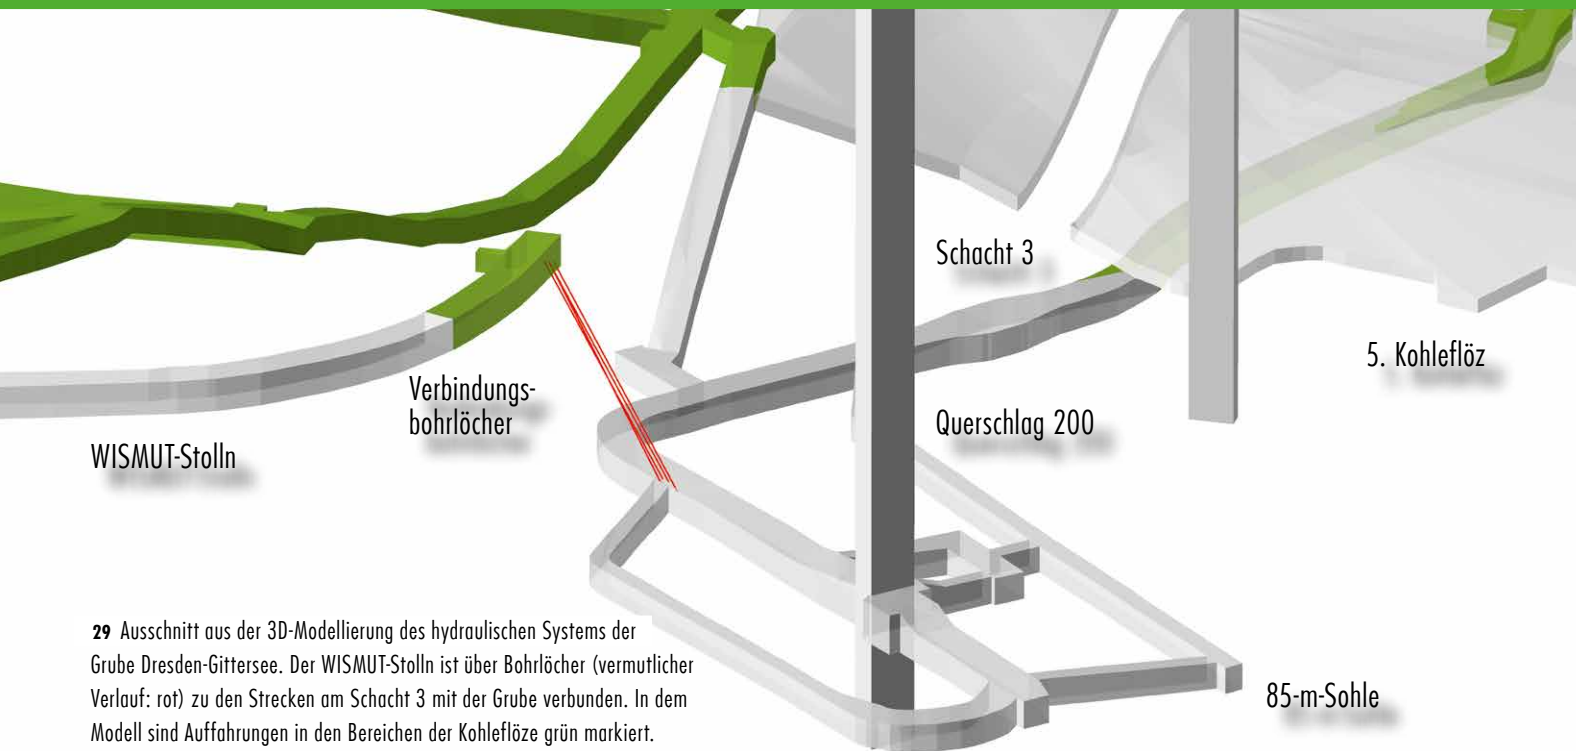 Schacht 3
5. Kohleflöz
Verbindungs-
bohrlöcher
Querschlag 200
WISMUT-Stolln
85-m-Sohle
29 Ausschnitt aus der 3D-Modellierung des hydraulischen Systems der
Grube Dresden-Gittersee. Der WISMUT-Stolln ist über Bohrlöcher (vermutlicher
Verlauf: rot) zu den Strecken am Schacht 3 mit der Grube verbunden. In dem
Modell sind Auffahrungen in den Bereichen der Kohleflöze grün markiert.